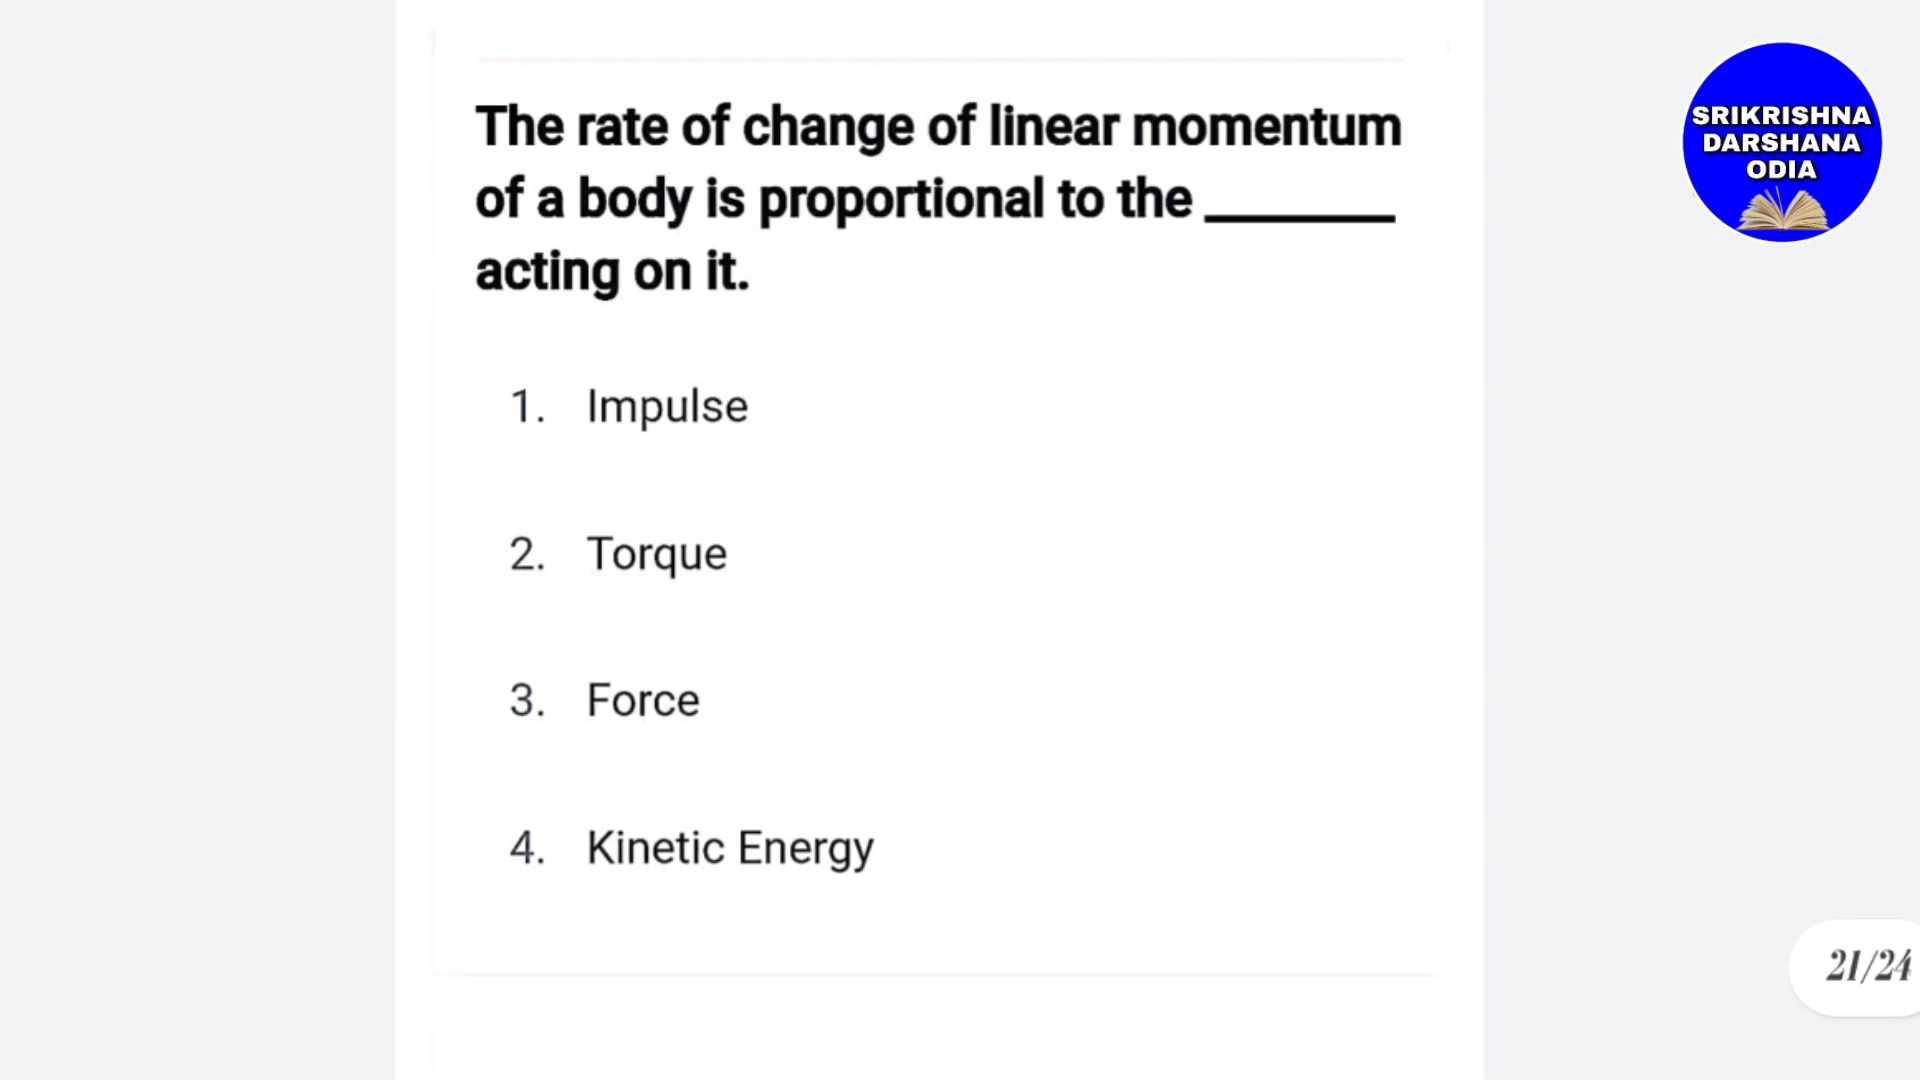 The rate of change of linear momentum
of a body is proportional to the ________
acting on it.
1. Impulse
2. Torque
3. Force
4. Kinetic Energy
SRIKRISHNA
DARSHANA
ODIA
21/24